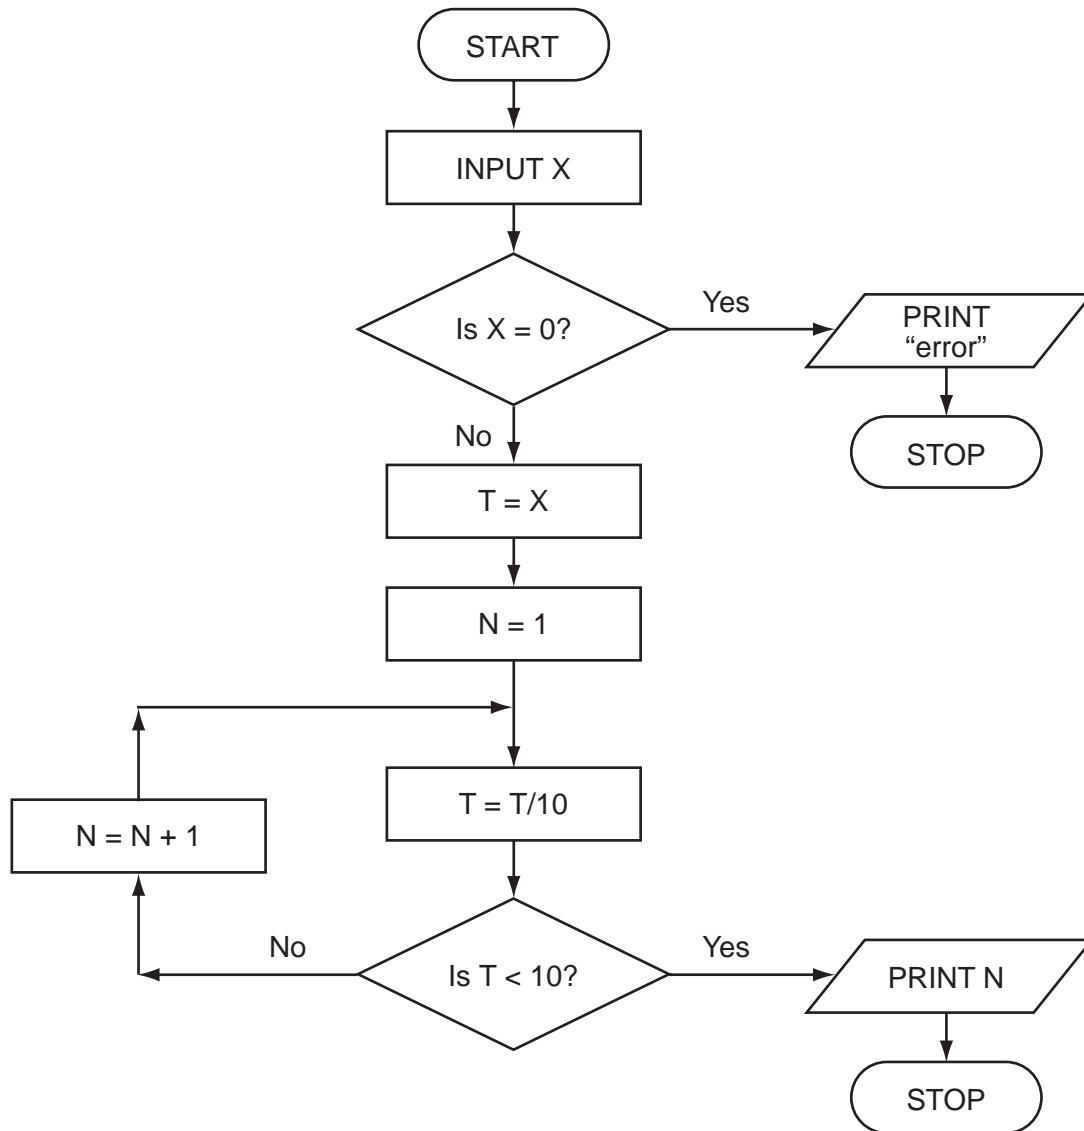 START
INPUT X
Is X = 0?
Yes
PRINT
“error”
STOP
No
T = X
N = 1
T = T/10
N = N + 1
Is T < 10?
No
Yes
PRINT N
STOP